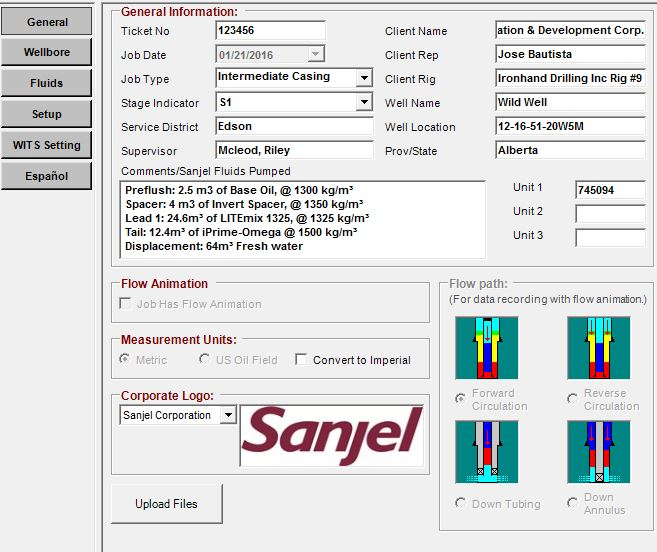 General
Wellbore
Fluids
Setup
WITS Setting
Español
General Information:
Ticket No 123456
Job Date 01/21/2016
Job Type Intermediate Casing
Stage Indicator S1
Service District Edson
Supervisor Mcleod, Riley
Client Name ation & Development Corp.
Client Rep Jose Bautista
Client Rig Ironhand Drilling Inc Rig #9
Well Name Wild Well
Well Location 12-16-51-20W5M
Prov/State Alberta
Comments/Sanjel Fluids Pumped
Preflush: 2.5 m3 of Base Oil, @ 1300 kg/m³
Spacer: 4 m3 of Invert Spacer, @ 1350 kg/m³
Lead 1: 24.6m³ of LITEmix 1325, @ 1325 kg/m³
Tail: 12.4m³ of iPrime-Omega @ 1500 kg/m³
Displacement: 64m³ Fresh water
Unit 1 745094
Unit 2
Unit 3
Flow Animation
Job Has Flow Animation
Measurement Units:
Metric US Oil Field Convert to Imperial
Corporate Logo:
Sanjel Corporation
Sanjel
Upload Files
Flow path:
(For data recording with flow animation.)
Forward
Circulation
Reverse
Circulation
Down Tubing
Down
Annulus